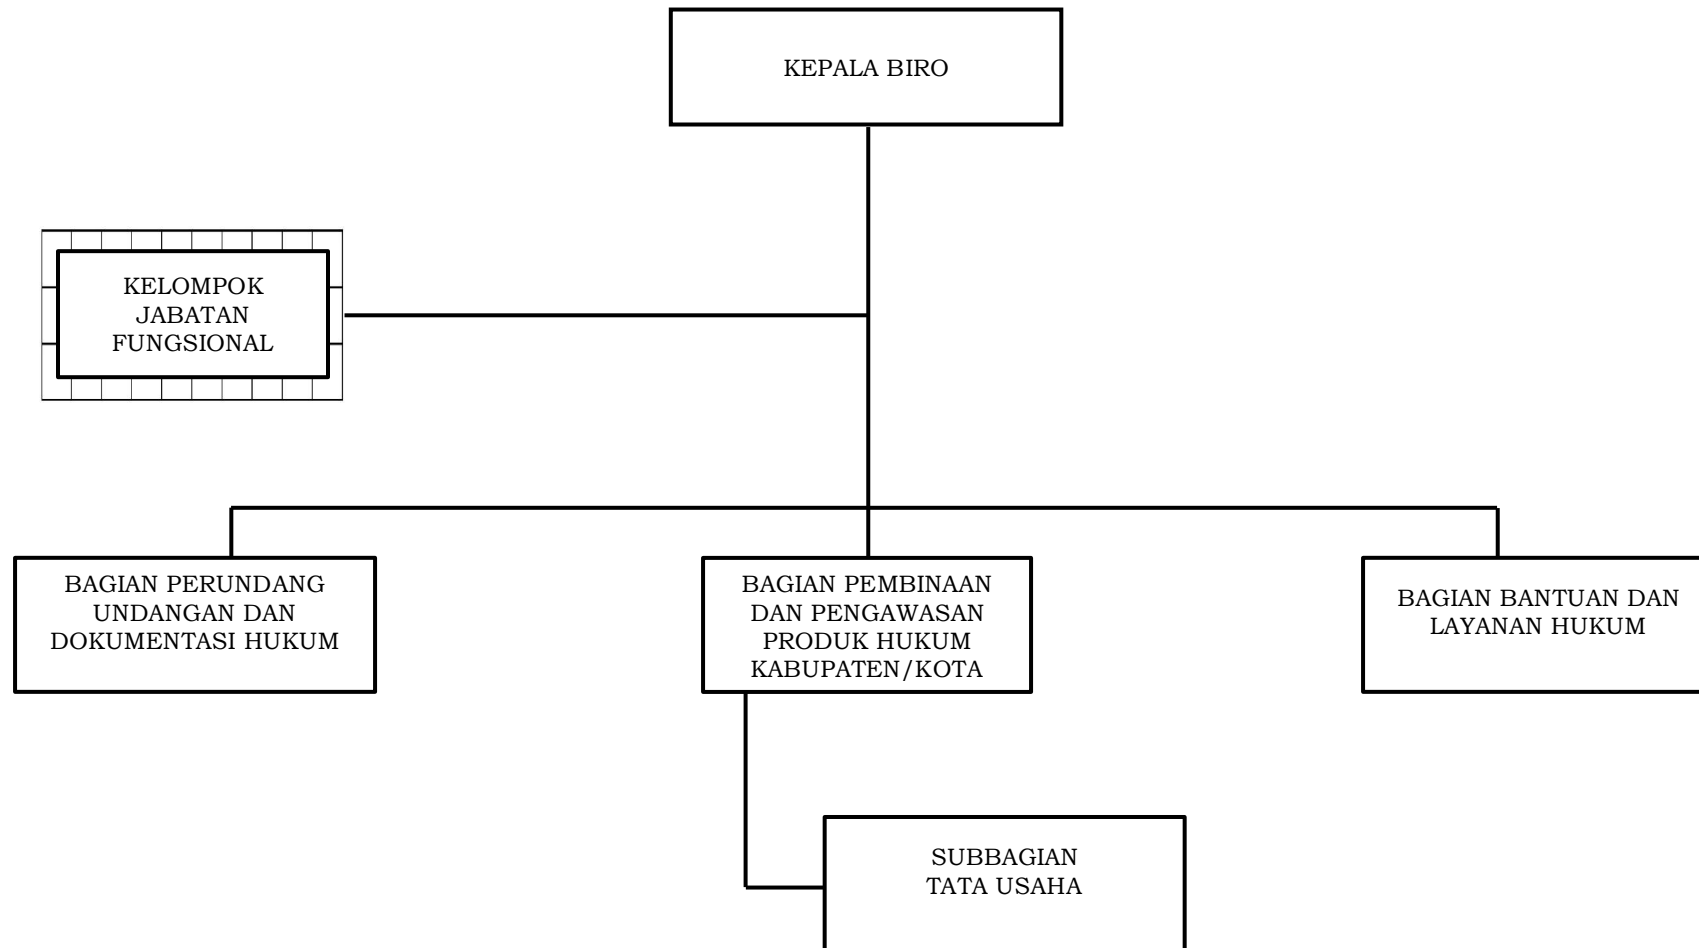 KEPALA BIRO
KELOMPOK
JABATAN
FUNGSIONAL
BAGIAN PERUNDANG
UNDANGAN DAN
DOKUMENTASI HUKUM
BAGIAN PEMBINAAN
DAN PENGAWASAN
PRODUK HUKUM
KABUPATEN/KOTA
BAGIAN BANTUAN DAN
LAYANAN HUKUM
SUBBAGIAN
TATA USAHA